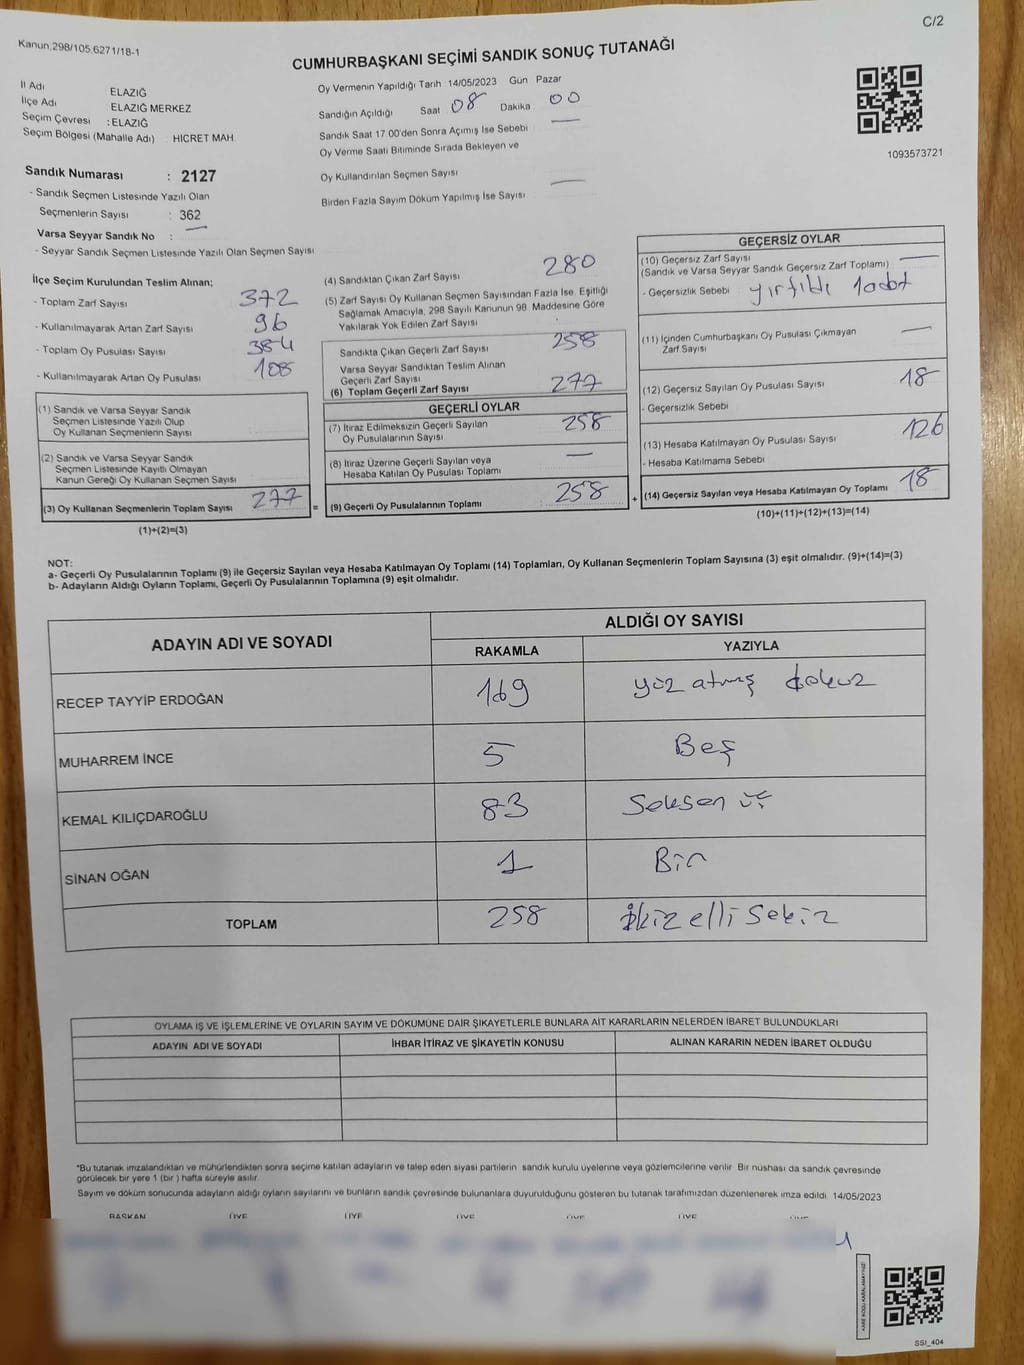 C/2
Kanun.298/105,6271/18-1
CUMHURBAŞKANI SEÇİMİ SANDIK SONUÇ TUTANAĞI
İl Adı ELAZIĞ
İlçe Adı ELAZIĞ MERKEZ
Seçim Çevresi : ELAZIĞ
Seçim Bölgesi (Mahalle Adı) HİCRET MAH.
Oy Vermenin Yapıldığı Tarih 14/05/2023 Gün Pazar
Sandığın Açıldığı Saat 08 Dakika 00
Sandık Saat 17 00'den Sonra Açımış İse Sebebi —
Oy Verme Saati Bitiminde Sırada Bekleyen ve
Oy Kullandırılan Seçmen Sayısı
Birden Fazla Sayım Döküm Yapılmış İse Sayısı —
1093573721
Sandık Numarası : 2127
- Sandık Seçmen Listesinde Yazılı Olan
Seçmenlerin Sayısı : 362
Varsa Seyyar Sandık No : —
- Seyyar Sandık Seçmen Listesinde Yazılı Olan Seçmen Sayısı
İlçe Seçim Kurulundan Teslim Alınan;
- Toplam Zarf Sayısı 372
- Kullanılmayarak Artan Zarf Sayısı 96
- Toplam Oy Pusulası Sayısı 384
- Kullanılmayarak Artan Oy Pusulası 108
(1) Sandık ve Varsa Seyyar Sandık
Seçmen Listesinde Yazılı Olup
Oy Kullanan Seçmenlerin Sayısı
(2) Sandık ve Varsa Seyyar Sandık
Seçmen Listesinde Kayıtlı Olmayan
Kanun Gereği Oy Kullanan Seçmen Sayısı
(3) Oy Kullanan Seçmenlerin Toplam Sayısı 277 =
(1)+(2)=(3)
(4) Sandıktan Çıkan Zarf Sayısı 280
(5) Zarf Sayısı Oy Kullanan Seçmen Sayısından Fazla İse, Eşitliği
Sağlamak Amacıyla, 298 Sayılı Kanunun 98. Maddesine Göre
Yakılarak Yok Edilen Zarf Sayısı
Sandıkta Çıkan Geçerli Zarf Sayısı 258
Varsa Seyyar Sandıktan Teslim Alınan
Geçerli Zarf Sayısı
(6) Toplam Geçerli Zarf Sayısı 277
GEÇERLİ OYLAR
(7) İtiraz Edilmeksizin Geçerli Sayılan
Oy Pusulalarının Sayısı 258
(8) İtiraz Üzerine Geçerli Sayılan veya
Hesaba Katılan Oy Pusulası Toplamı —
(9) Geçerli Oy Pusulalarının Toplamı 258 +
GEÇERSİZ OYLAR
(10) Geçersiz Zarf Sayısı —
(Sandık ve Varsa Seyyar Sandık Geçersiz Zarf Toplamı)
- Geçersizlik Sebebi yırtıldı 1adet
(11) İçinden Cumhurbaşkanı Oy Pusulası Çıkmayan
Zarf Sayısı —
(12) Geçersiz Sayılan Oy Pusulası Sayısı 18
- Geçersizlik Sebebi
(13) Hesaba Katılmayan Oy Pusulası Sayısı 126
- Hesaba Katılmama Sebebi
(14) Geçersiz Sayılan veya Hesaba Katılmayan Oy Toplamı 18
(10)+(11)+(12)+(13)=(14)
NOT:
a- Geçerli Oy Pusulalarının Toplamı (9) ile Geçersiz Sayılan veya Hesaba Katılmayan Oy Toplamı (14) Toplamları, Oy Kullanan Seçmenlerin Toplam Sayısına (3) eşit olmalıdır. (9)+(14)=(3)
b- Adayların Aldığı Oyların Toplamı, Geçerli Oy Pusulalarının Toplamına (9) eşit olmalıdır.
ADAYIN ADI VE SOYADI
ALDIĞI OY SAYISI
RAKAMLA YAZIYLA
RECEP TAYYİP ERDOĞAN 169 yüz atmış dokuz
MUHARREM İNCE 5 Beş
KEMAL KILIÇDAROĞLU 83 Seksen üç
SİNAN OĞAN 1 Bir
TOPLAM 258 ikiz elli sekiz
OYLAMA İŞ VE İŞLEMLERİNE VE OYLARIN SAYIM VE DÖKÜMÜNE DAİR ŞİKAYETLERLE BUNLARA AİT KARARLARIN NELERDEN İBARET BULUNDUKLARI
ADAYIN ADI VE SOYADI İHBAR İTİRAZ VE ŞİKAYETİN KONUSU ALINAN KARARIN NEDEN İBARET OLDUĞU
*Bu tutanak imzalandıktan ve mühürlendikten sonra seçime katılan adayların ve talep eden siyasi partilerin sandık kurulu üyelerine veya gözlemcilerine verilir Bir nüshası da sandık çevresinde
görülecek bir yere 1 (bir ) hafta süreyle asılır.
Sayım ve döküm sonucunda adayların aldığı oyların sayılarını ve bunların sandık çevresinde bulunanlara duyurulduğunu gösteren bu tutanak tarafımızdan düzenlenerek imza edildi 14/05/2023
BAŞKAN ÜYE ÜYE ÜYE ÜYE ÜYE ÜYE
KARE KODU KARALAMAYINIZ!
SSI_404